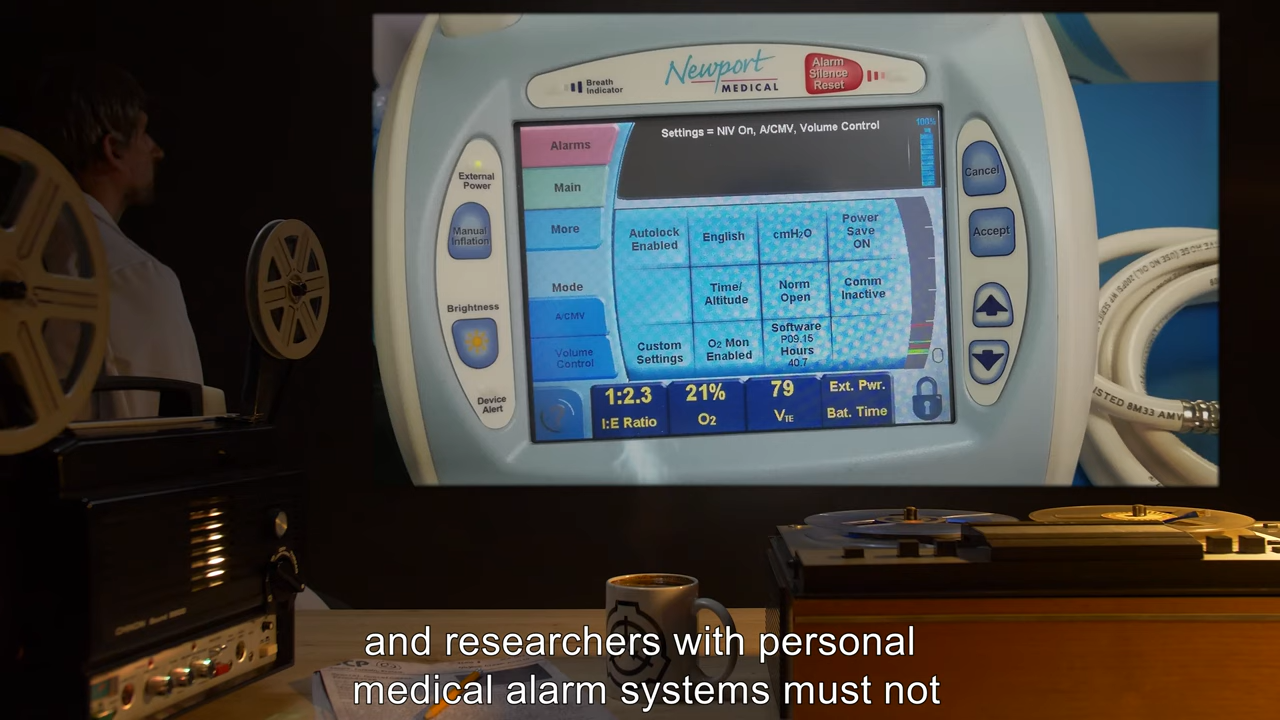 Newport
MEDICAL
Breath
Indicator
Alarm
Silence
Reset
External
Power
Manual
Inflation
Brightness
Device
Alert
Settings = NIV On, A/CMV, Volume Control
100%
Alarms
Main
More
Mode
A/CMV
Volume
Control
Autolock
Enabled
English
cmH2O
Power
Save
ON
Time/
Altitude
Norm
Open
Comm
Inactive
Custom
Settings
O2 Mon
Enabled
Software
P09.15
Hours
40.7
1:2.3
I:E Ratio
21%
O2
79
VTE
Ext. Pwr.
Bat. Time
Cancel
Accept
and researchers with personal
medical alarm systems must not